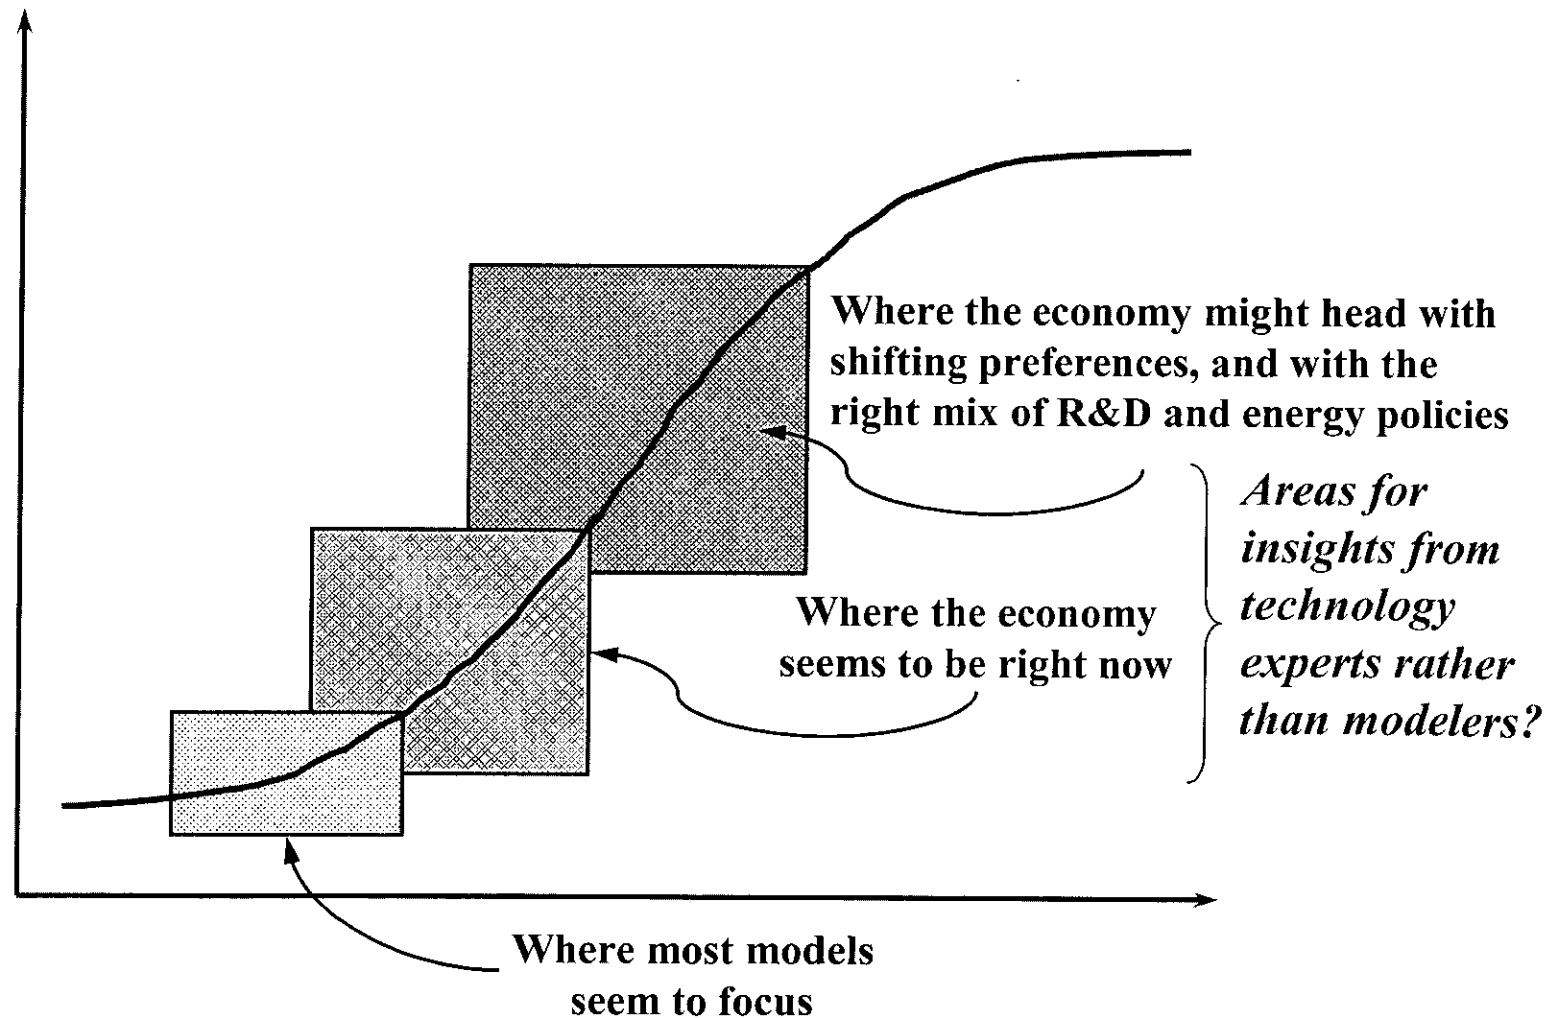 Where the economy might head with
shifting preferences, and with the
right mix of R&D and energy policies
Areas for
insights from
technology
experts rather
than modelers?
Where the economy
seems to be right now
Where most models
seem to focus